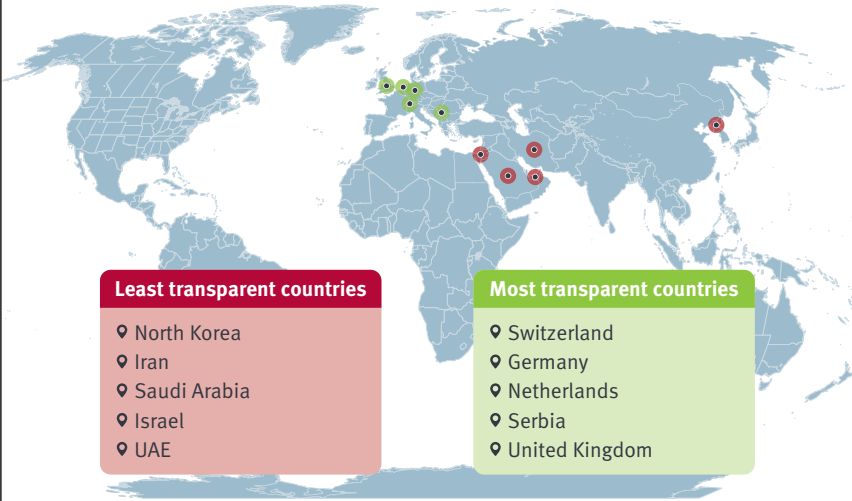 Least transparent countries
North Korea
Iran
Saudi Arabia
Israel
UAE
Most transparent countries
Switzerland
Germany
Netherlands
Serbia
United Kingdom